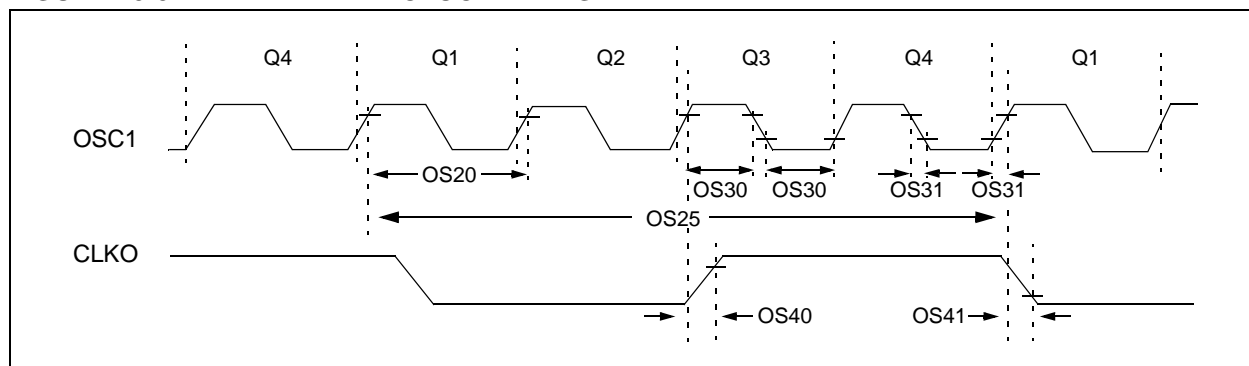 Q4 Q1 Q2 Q3 Q4 Q1
OSC1
OS20
OS30 OS30
OS31 OS31
OS25
CLKO
OS40
OS41